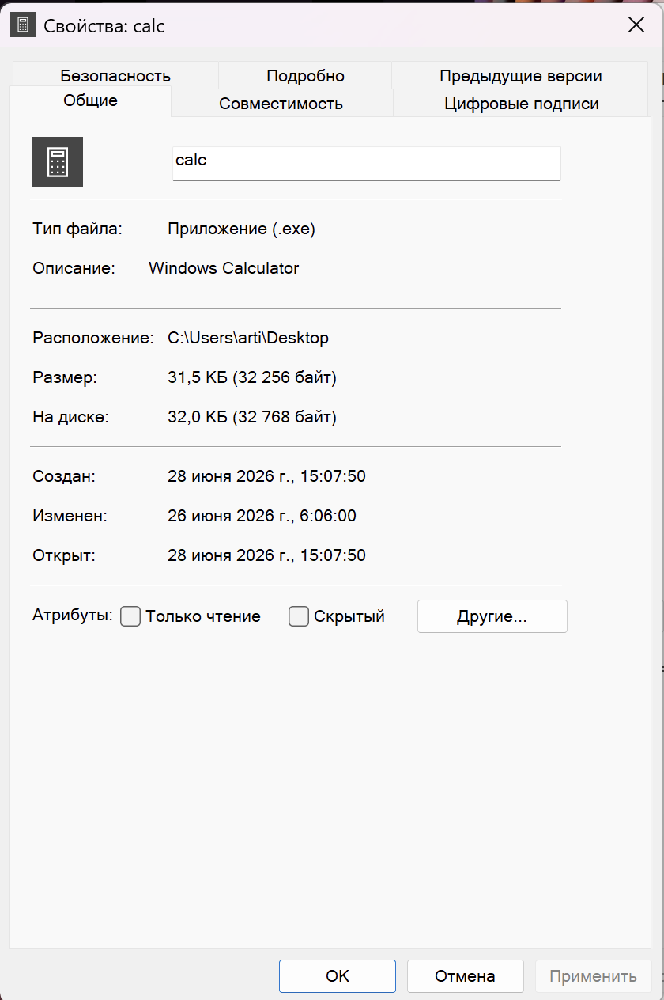 Свойства: calc
Безопасность Подробно Предыдущие версии
Общие Совместимость Цифровые подписи
calc
Тип файла: Приложение (.exe)
Описание: Windows Calculator
Расположение: C:\Users\arti\Desktop
Размер: 31,5 КБ (32 256 байт)
На диске: 32,0 КБ (32 768 байт)
Создан: 28 июня 2026 г., 15:07:50
Изменен: 26 июня 2026 г., 6:06:00
Открыт: 28 июня 2026 г., 15:07:50
Атрибуты: Только чтение Скрытый Другие...
OK Отмена Применить